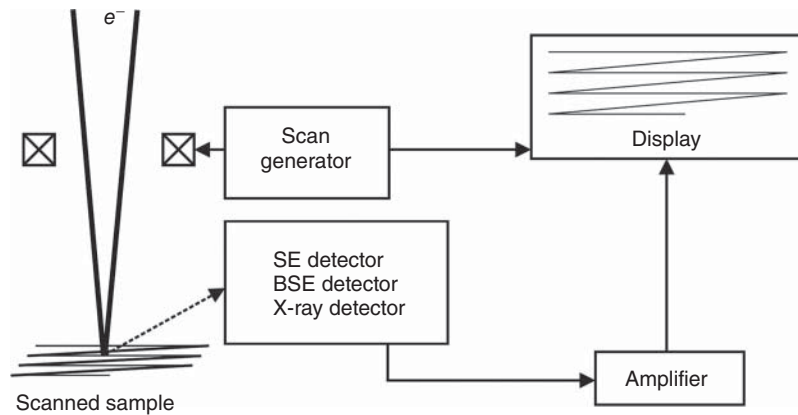 e⁻
Scan
generator
Display
SE detector
BSE detector
X-ray detector
Amplifier
Scanned sample